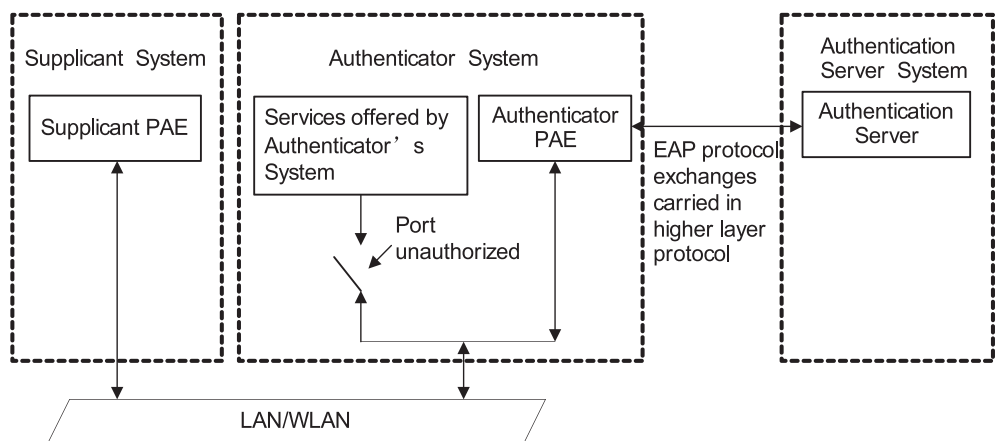 Supplicant System
Supplicant PAE
Authenticator System
Services offered by
Authenticator’s
System
Authenticator
PAE
Port
unauthorized
EAP protocol
exchanges
carried in
higher layer
protocol
Authentication
Server System
Authentication
Server
LAN/WLAN